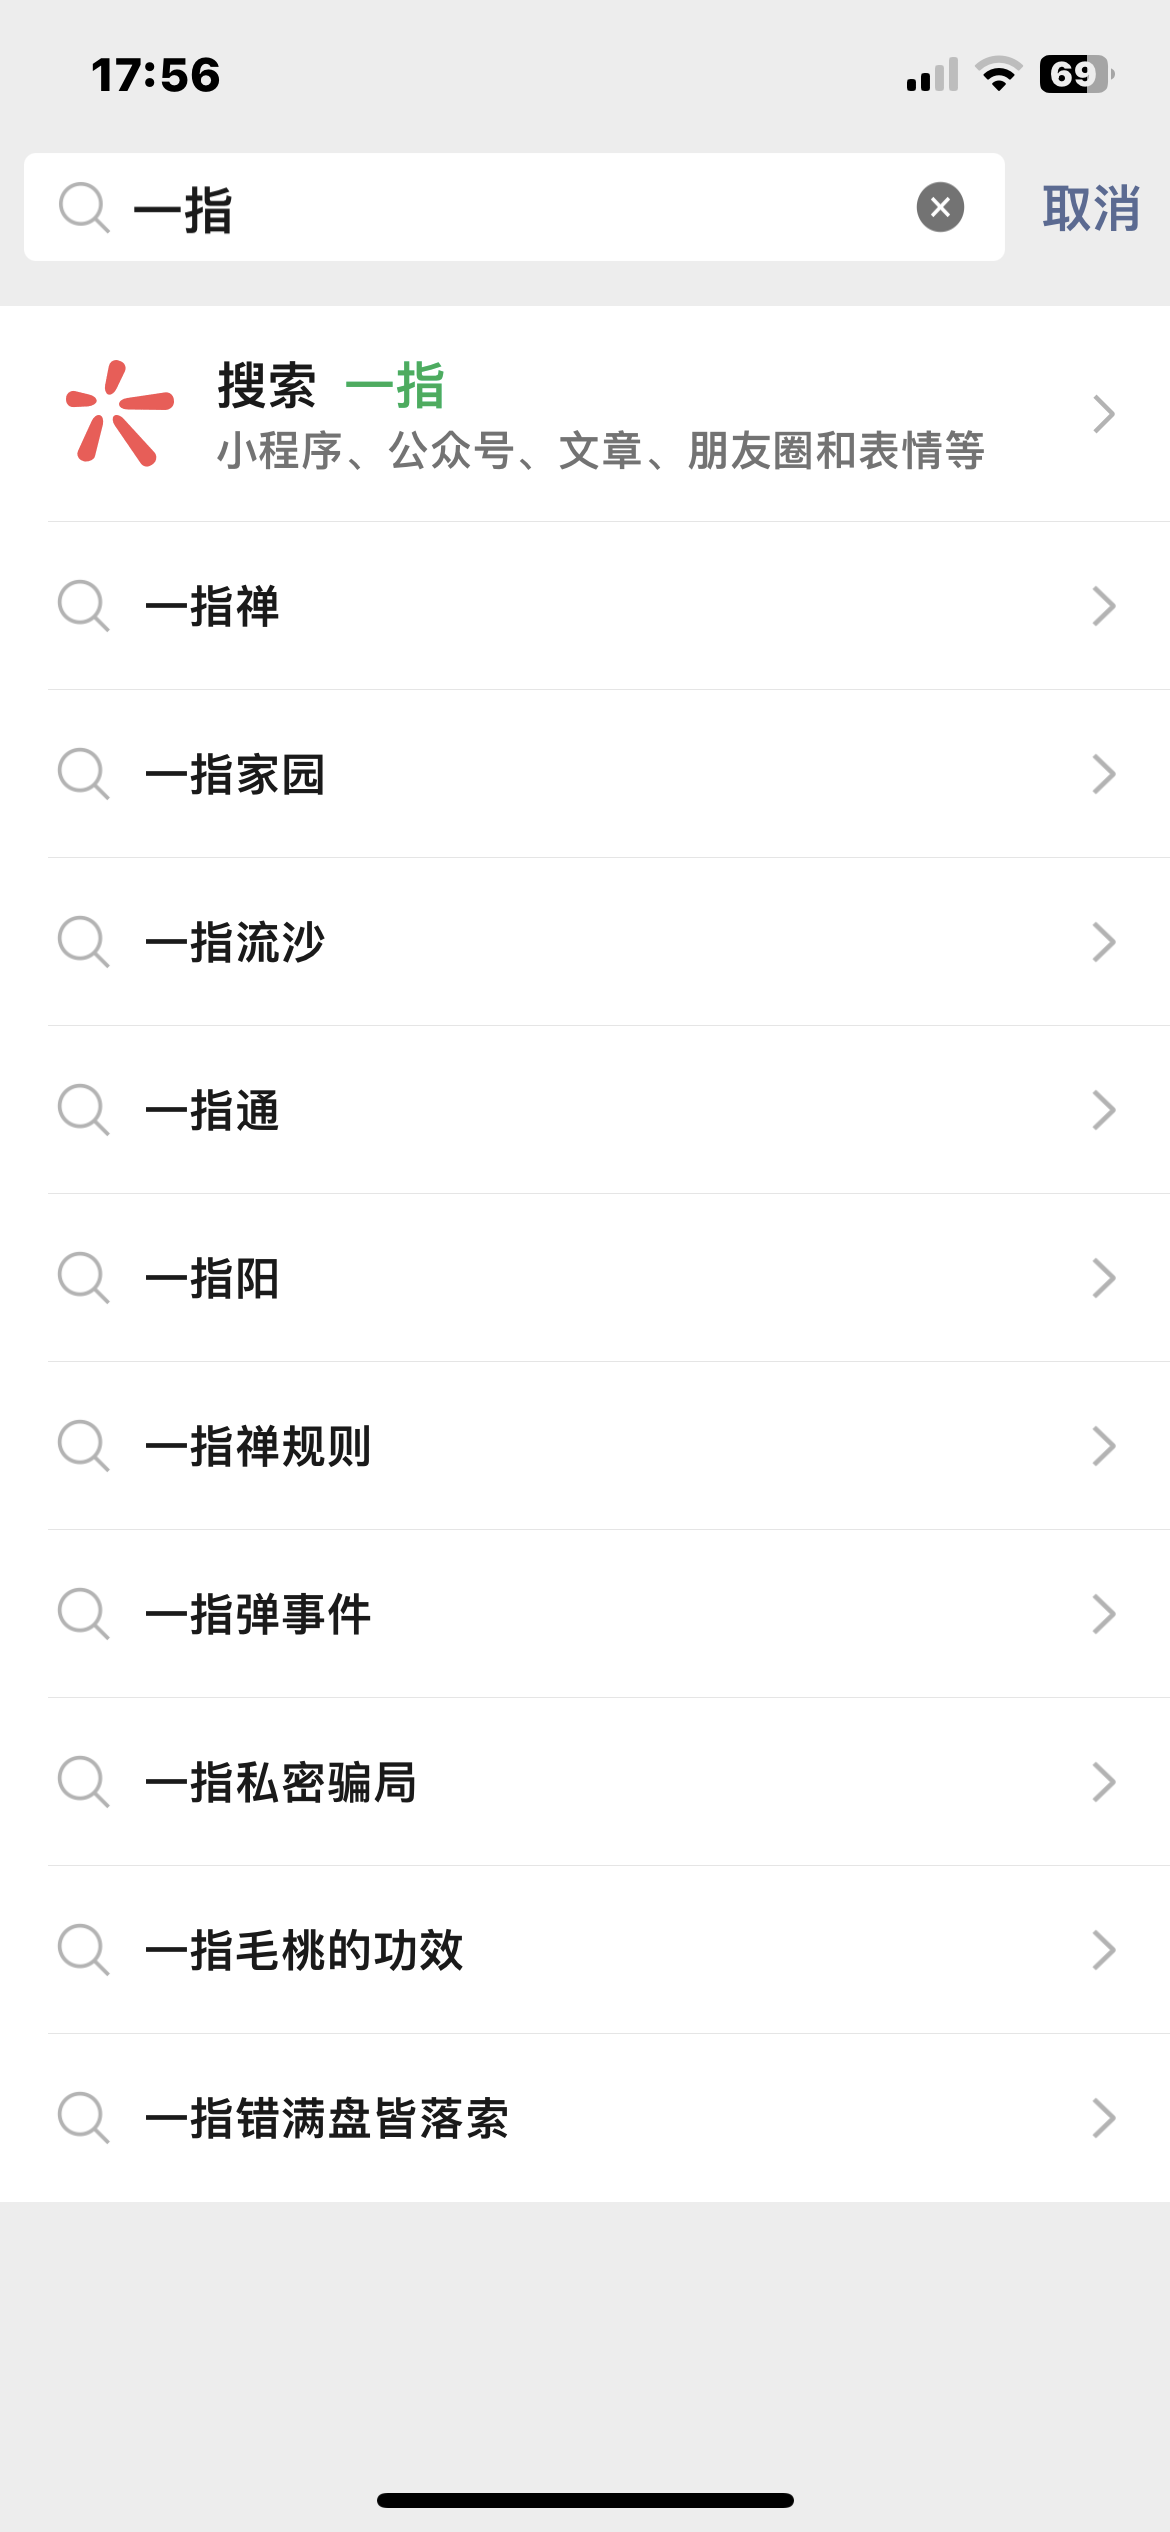 17:56
69
一指
取消
搜索 一指
小程序、公众号、文章、朋友圈和表情等
一指禅
一指家园
一指流沙
一指通
一指阳
一指禅规则
一指弹事件
一指私密骗局
一指毛桃的功效
一指错满盘皆落索